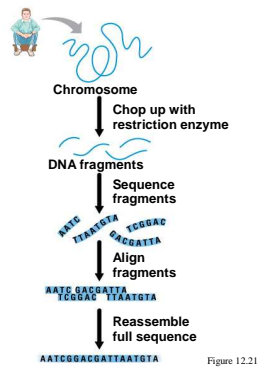 Chromosome
Chop up with
restriction enzyme
DNA fragments
Sequence
fragments
AATC
TTAATGTA
TCGGAC
GACGATTA
Align
fragments
AATC GACGATTA
TCGGAC TTAATGTA
Reassemble
full sequence
AATCGGACGATTAATGTA
Figure 12.21